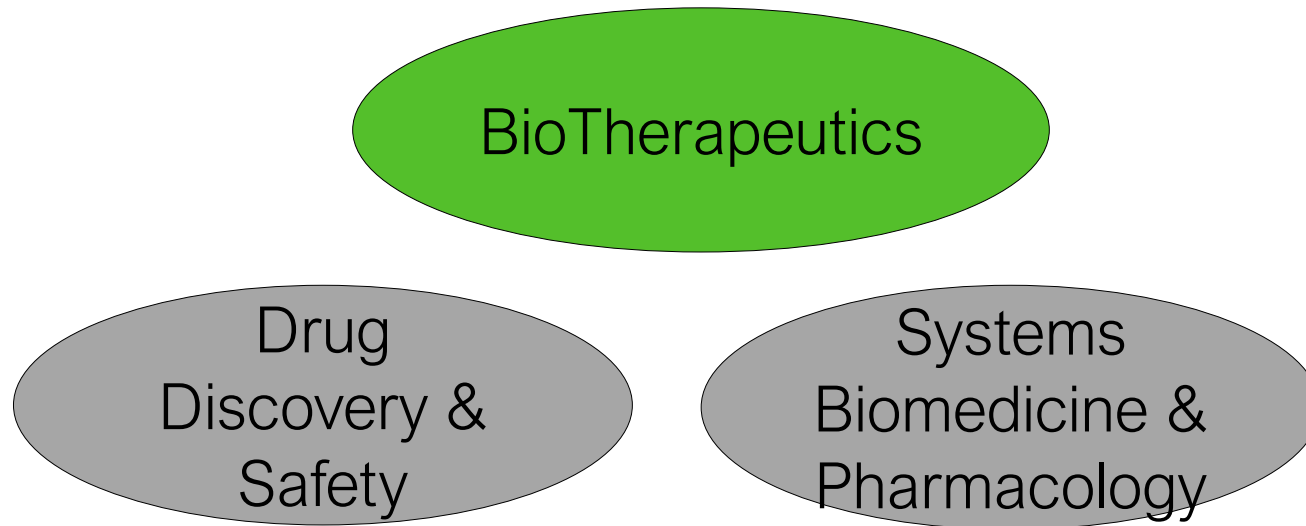 BioTherapeutics
Drug
Discovery &
Safety
Systems
Biomedicine &
Pharmacology